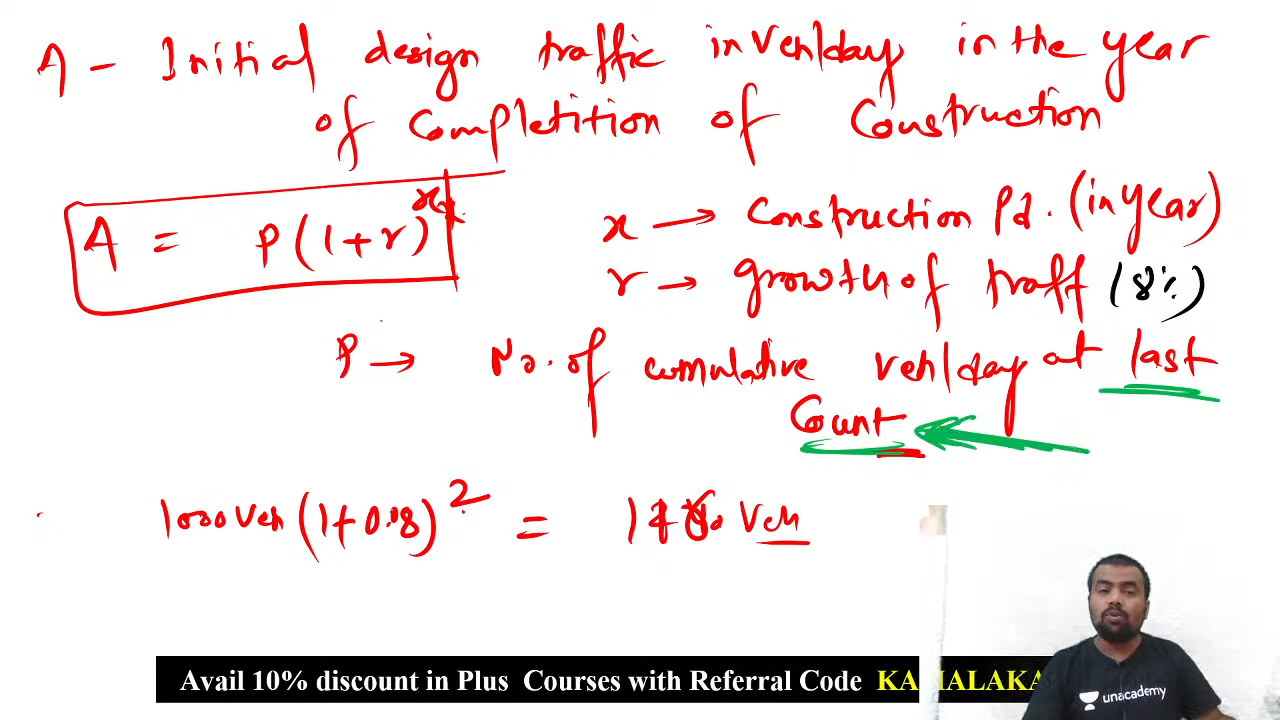 A - Initial design traffic in veh/day in the year
of Completition of Construction
A = P(1+r)^x
x → Construction Pd. (in year)
r → growth of traff (8%)
P → No. of cumulative veh/day at last
Count
1000 Veh (1+0.08)^2 = Veh
unacademy
Avail 10% discount in Plus Courses with Referral Code KAMALAKA